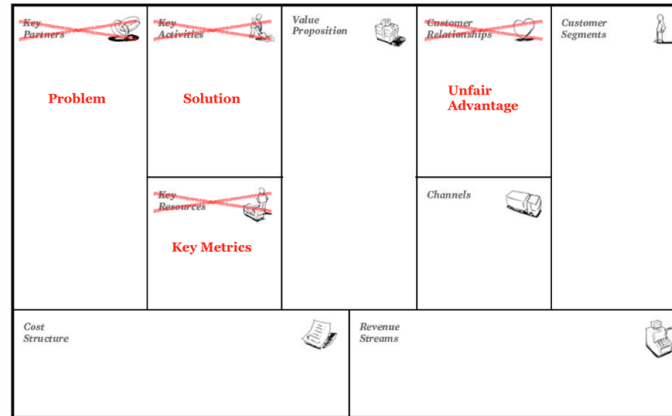 Key
Partners
Problem
Key
Activities
Solution
Key
Resources
Key Metrics
Value
Proposition
Customer
Relationships
Unfair
Advantage
Channels
Customer
Segments
Cost
Structure
Revenue
Streams